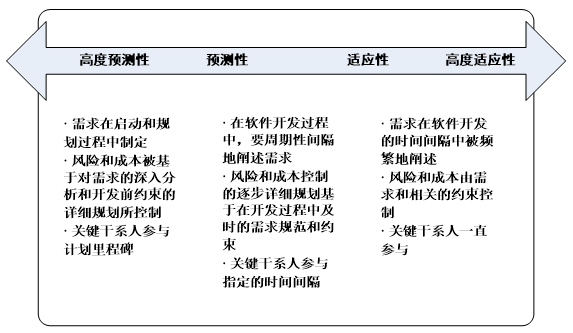 高度预测性 预测性 适应性 高度适应性
· 需求在启动和规
划过程中制定
· 风险和成本被基
于对需求的深入分
析和开发前约束的
详细规划所控制
· 关键干系人参与
计划里程碑
· 在软件开发过程
中，要周期性间隔
地阐述需求
· 风险和成本控制
的逐步详细规划基
于在开发过程中及
时的需求规范和约
束
· 关键干系人参与
指定的时间间隔
· 需求在软件开发
的时间间隔中被频
繁地阐述
· 风险和成本由需
求和相关的约束控
制
· 关键干系人一直
参与